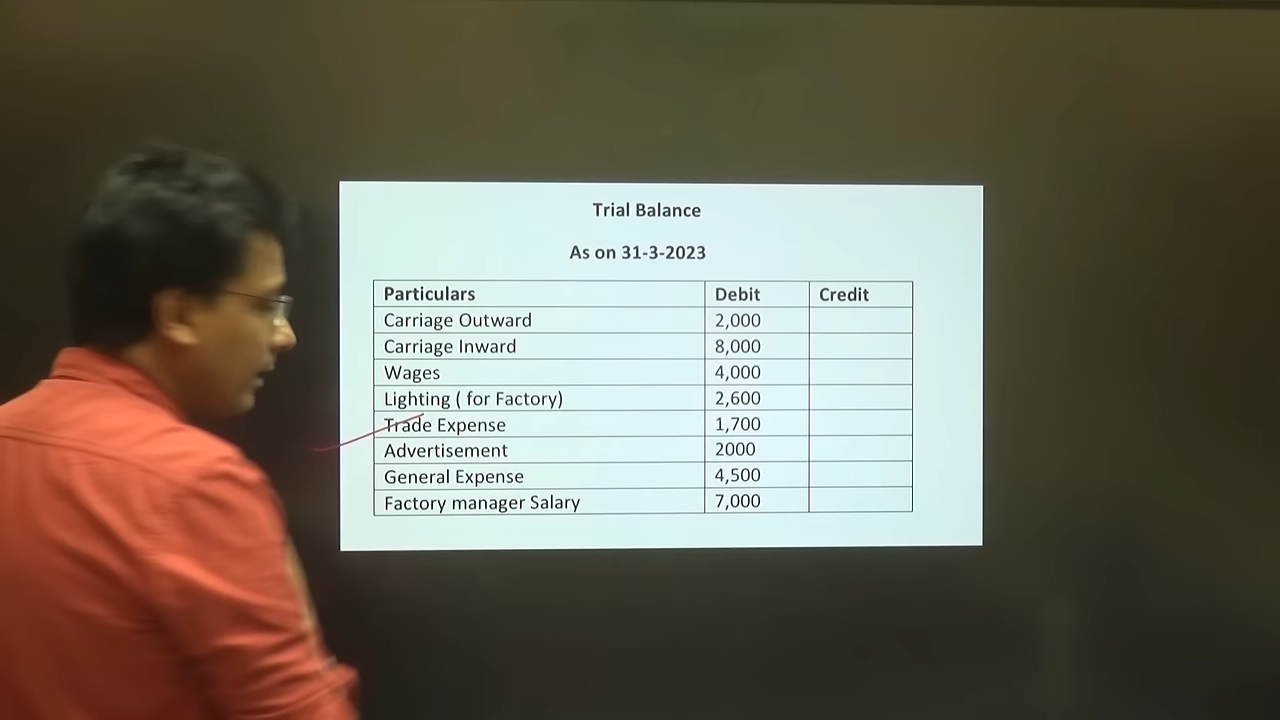 Trial Balance
As on 31-3-2023
Particulars Debit Credit
Carriage Outward 2,000
Carriage Inward 8,000
Wages 4,000
Lighting ( for Factory) 2,600
Trade Expense 1,700
Advertisement 2000
General Expense 4,500
Factory manager Salary 7,000